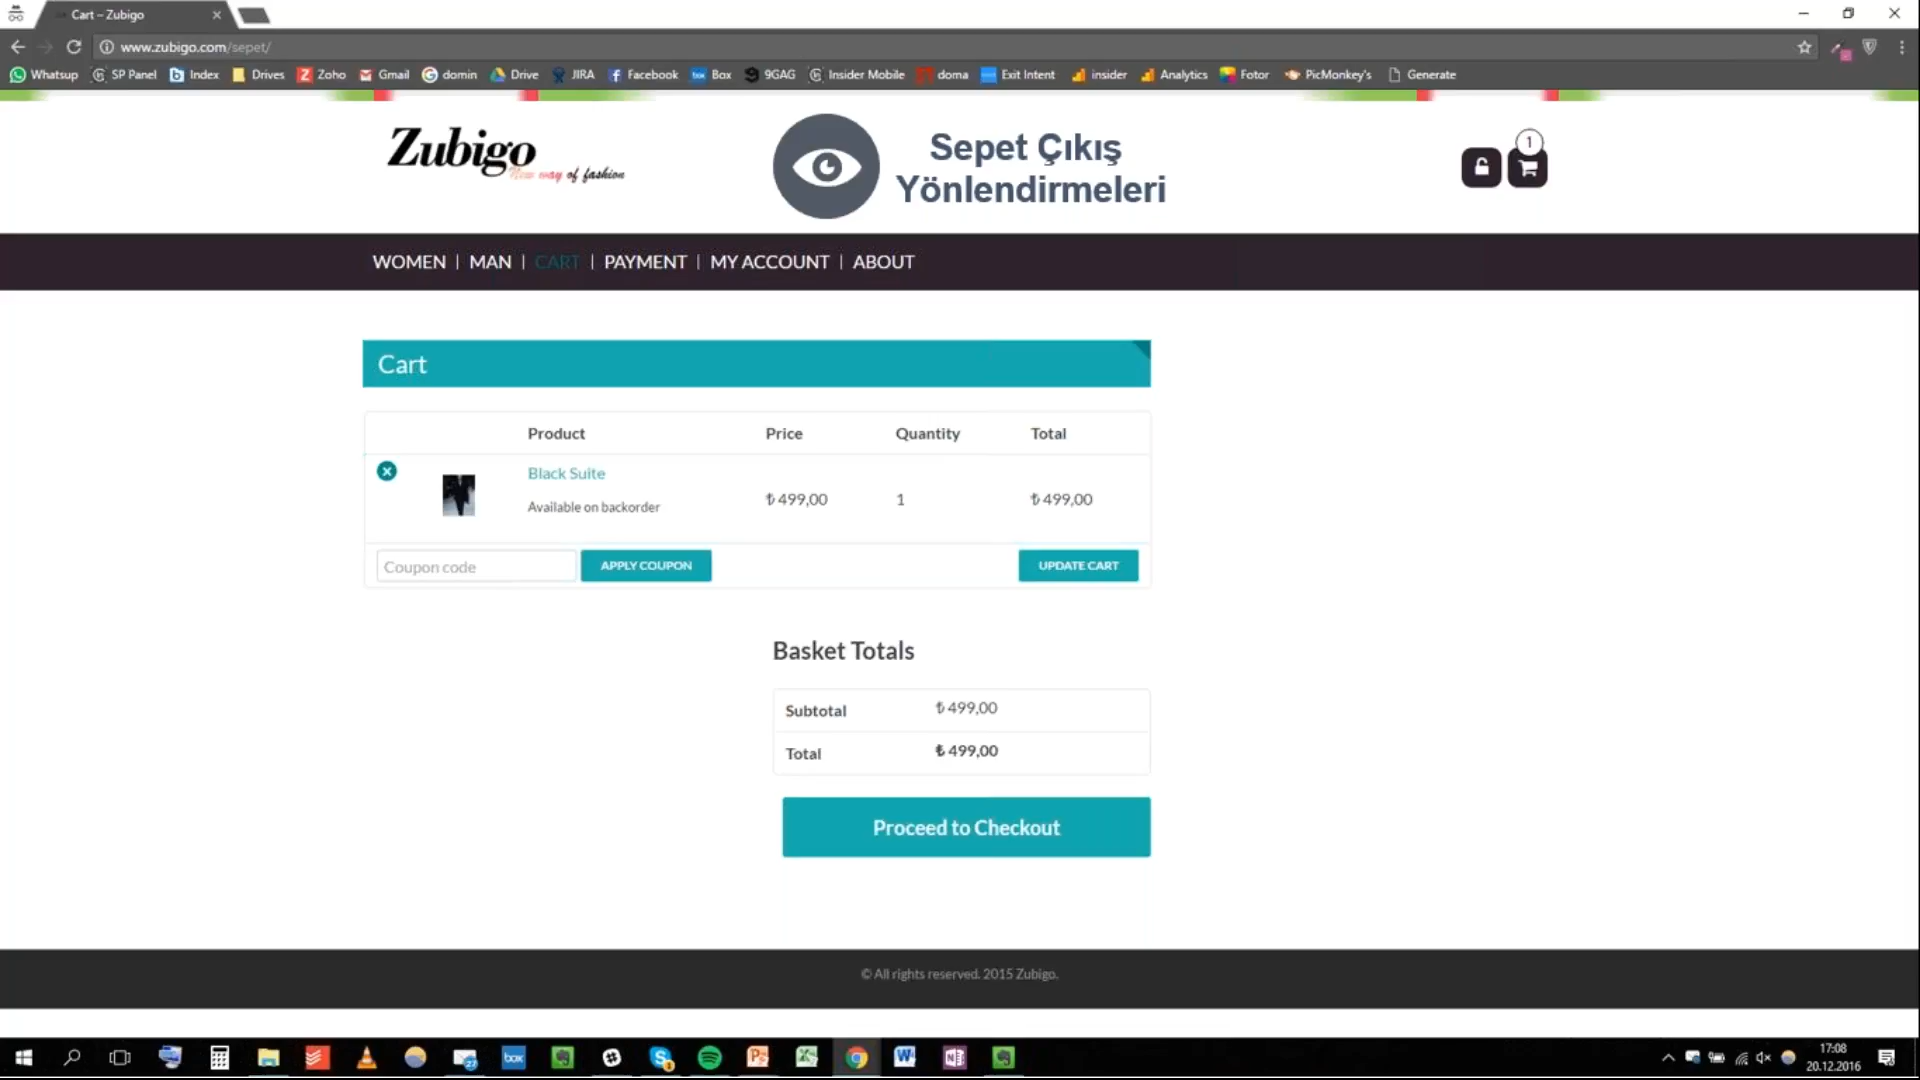 Cart – Zubigo
www.zubigo.com/sepet/
Whatsup SP Panel Index Drives Zoho Gmail domin Drive JIRA Facebook Box 9GAG Insider Mobile doma Exit Intent insider Analytics Fotor PicMonkey's Generate
Zubigo
New way of fashion
Sepet Çıkış
Yönlendirmeleri
1
WOMEN | MAN | CART | PAYMENT | MY ACCOUNT | ABOUT
Cart
Product Price Quantity Total
Black Suite
Available on backorder
₺ 499,00 1 ₺ 499,00
Coupon code APPLY COUPON UPDATE CART
Basket Totals
Subtotal ₺ 499,00
Total ₺ 499,00
Proceed to Checkout
© All rights reserved. 2015 Zubigo.
box
17:08
20.12.2016